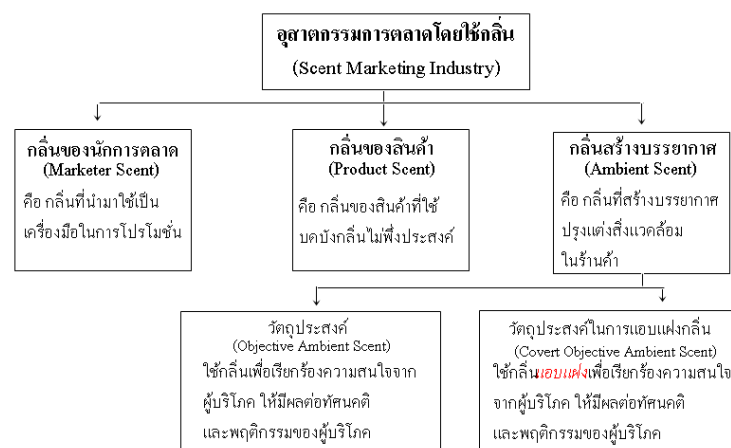 อุสาตกรรมการตลาดโดยใช้กลิ่น
(Scent Marketing Industry)
กลิ่นของนักการตลาด
(Marketer Scent)
คือ กลิ่นที่นำมาใช้เป็น
เครื่องมือในการโปรโมชั่น
กลิ่นของสินค้า
(Product Scent)
คือ กลิ่นของสินค้าที่ใช้
บดบังกลิ่นไม่พึ่งประสงค์
กลิ่นสร้างบรรยากาศ
(Ambient Scent)
คือ กลิ่นที่สร้างบรรยากาศ
ปรุงแต่งสิ่งแวดล้อม
ในร้านค้า
วัตถุประสงค์
(Objective Ambient Scent)
ใช้กลิ่นเพื่อเรียกร้องความสนใจจาก
ผู้บริโภค ให้มีผลต่อทัศนคติ
และพฤติกรรมของผู้บริโภค
วัตถุประสงค์ในการแอบแฝงกลิ่น
(Covert Objective Ambient Scent)
ใช้กลิ่นแอบแฝงเพื่อเรียกร้องความสนใจ
จากผู้บริโภค ให้มีผลต่อทัศนคติ
และพฤติกรรมของผู้บริโภค